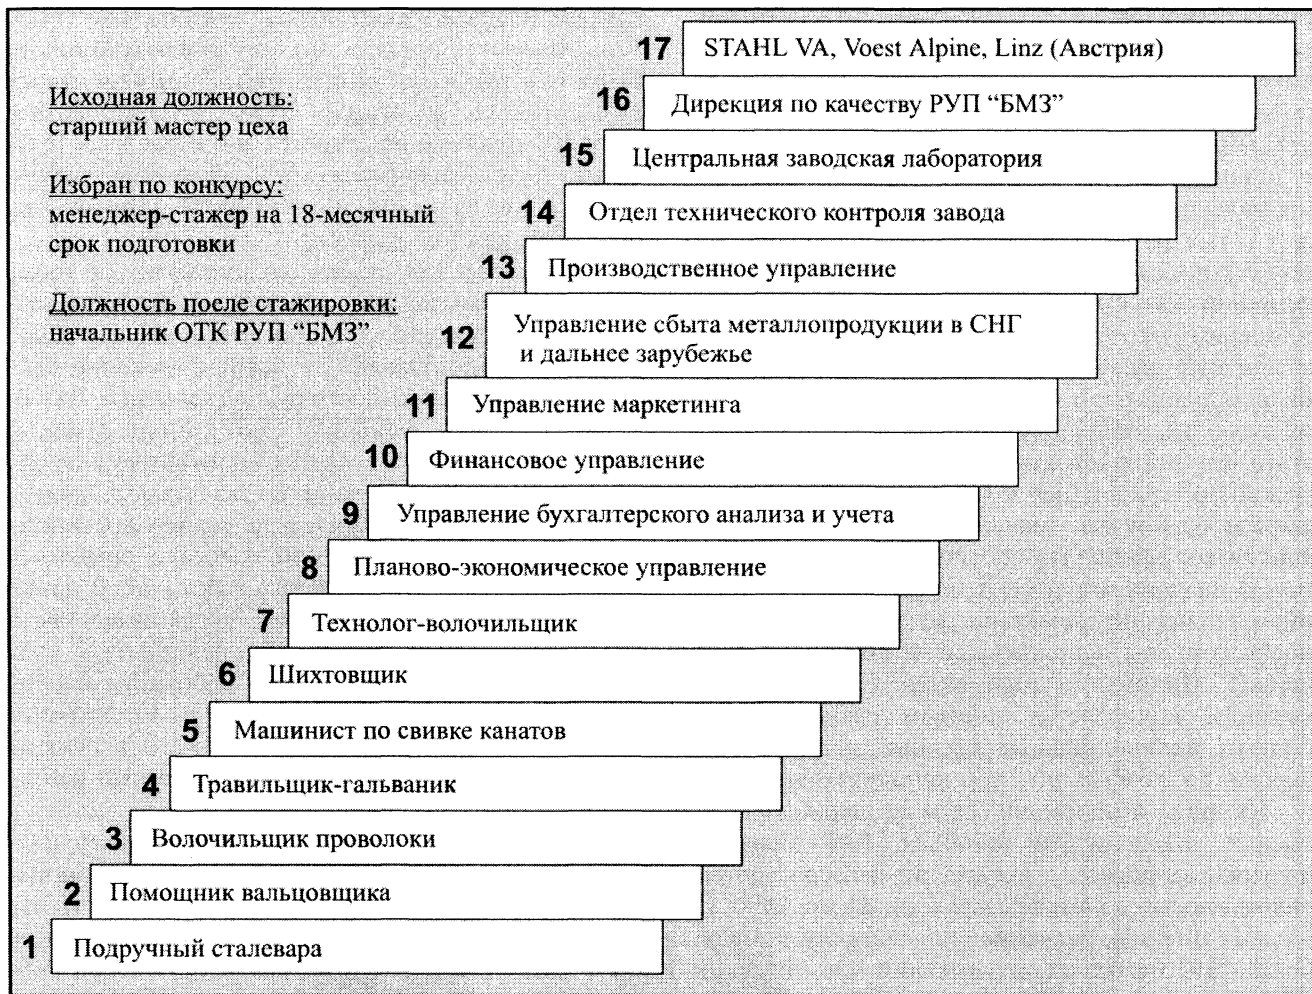 17 STAHL VA, Voest Alpine, Linz (Австрия)
16 Дирекция по качеству РУП “БМЗ”
15 Центральная заводская лаборатория
14 Отдел технического контроля завода
13 Производственное управление
12 Управление сбыта металлопродукции в СНГ
и дальнее зарубежье
11 Управление маркетинга
10 Финансовое управление
9 Управление бухгалтерского анализа и учета
8 Планово-экономическое управление
7 Технолог-волочильщик
6 Шихтовщик
5 Машинист по свивке канатов
4 Травильщик-гальваник
3 Волочильщик проволоки
2 Помощник вальцовщика
1 Подручный сталевара
Исходная должность:
старший мастер цеха
Избран по конкурсу:
менеджер-стажер на 18-месячный
срок подготовки
Должность после стажировки:
начальник ОТК РУП “БМЗ”